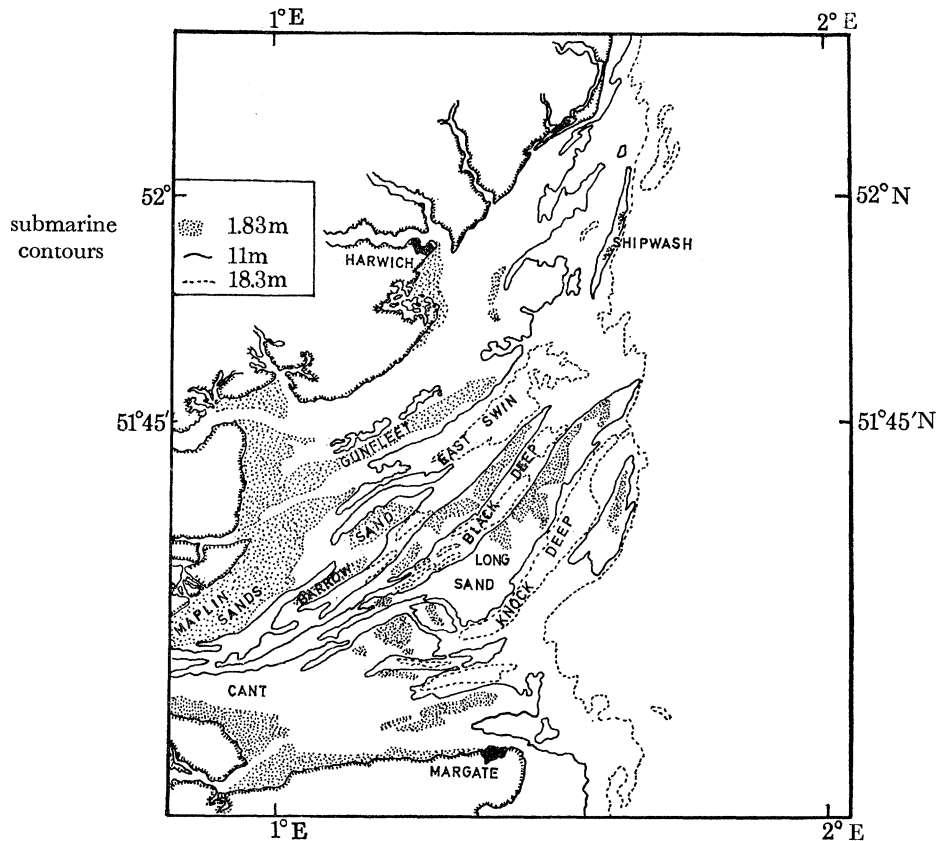 1° E
2° E
52°
52° N
submarine
contours
1.83m
11m
18.3m
HARWICH
SHIPWASH
51°45′
51°45′N
GUNFLEET
EAST SWIN
BLACK DEEP
SAND
LONG
SAND
KNOCK DEEP
BARROW
MAPLIN
SANDS
CANT
MARGATE
1° E
2° E